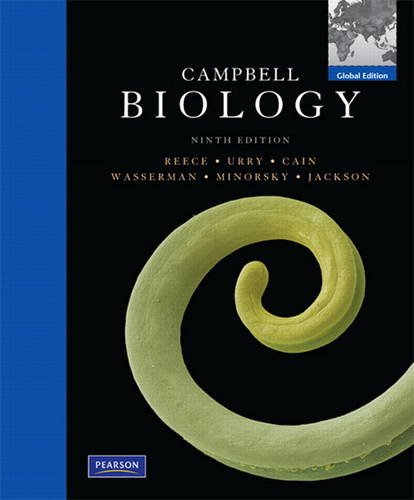 Global Edition
CAMPBELL
BIOLOGY
NINTH EDITION
REECE • URRY • CAIN
WASSERMAN • MINORSKY • JACKSON
PEARSON